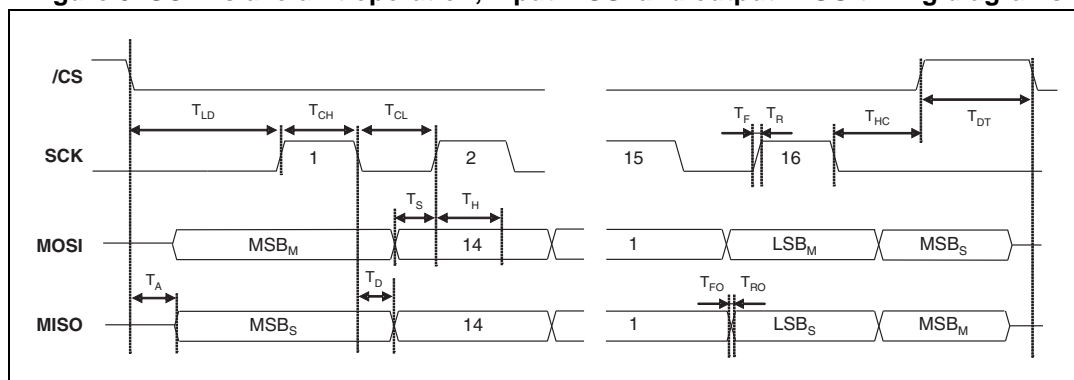 /CS
T_LD T_CH T_CL T_F T_R T_HC T_DT
SCK 1 2 15 16
T_S T_H
MOSI MSB_M 14 1 LSB_M MSB_S
T_A T_D T_FO T_RO
MISO MSB_S 14 1 LSB_S MSB_M